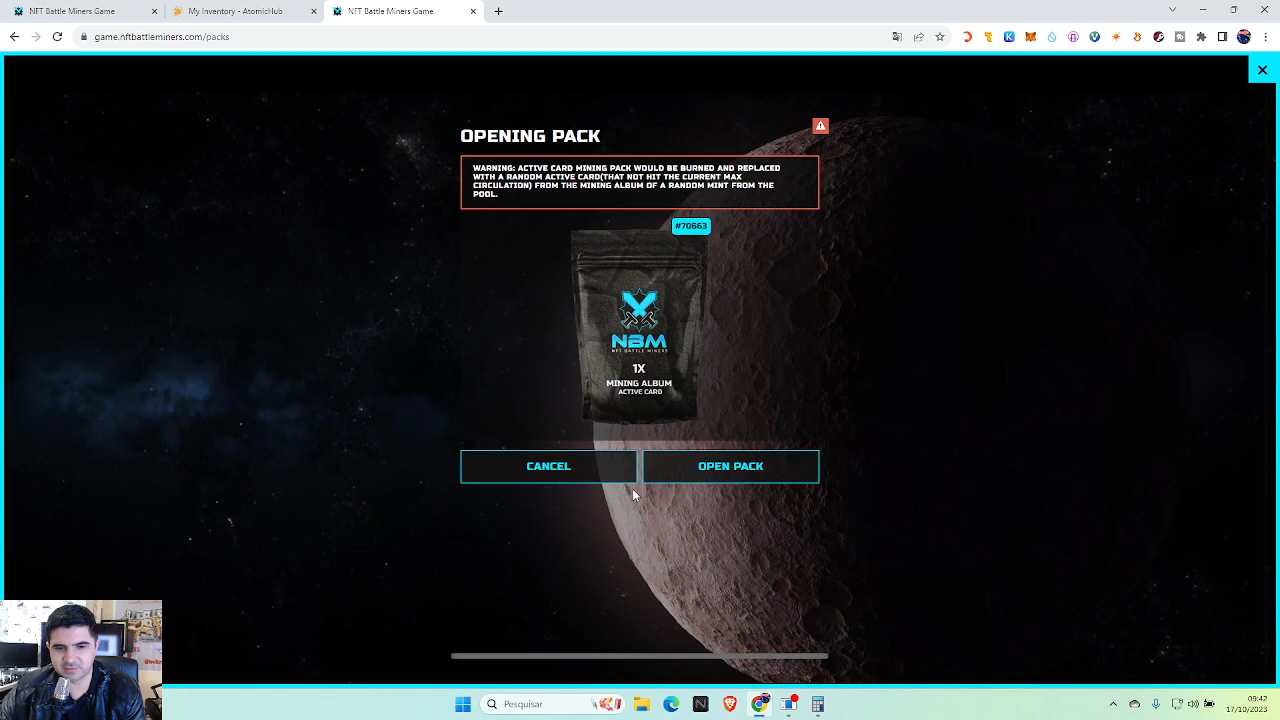 NFT Battle Miners Game
My Inventory - AtomicHub
NFT Battle Miners Game
game.nftbattleminers.com/packs
OPENING PACK
WARNING: ACTIVE CARD MINING PACK WOULD BE BURNED AND REPLACED
WITH A RANDOM ACTIVE CARD(THAT NOT HIT THE CURRENT MAX
CIRCULATION) FROM THE MINING ALBUM OF A RANDOM MINT FROM THE
POOL.
#70663
NBM
NFT BATTLE MINERS
1X
MINING ALBUM
ACTIVE CARD
CANCEL
OPEN PACK
Pesquisar
09:42
17/10/2023